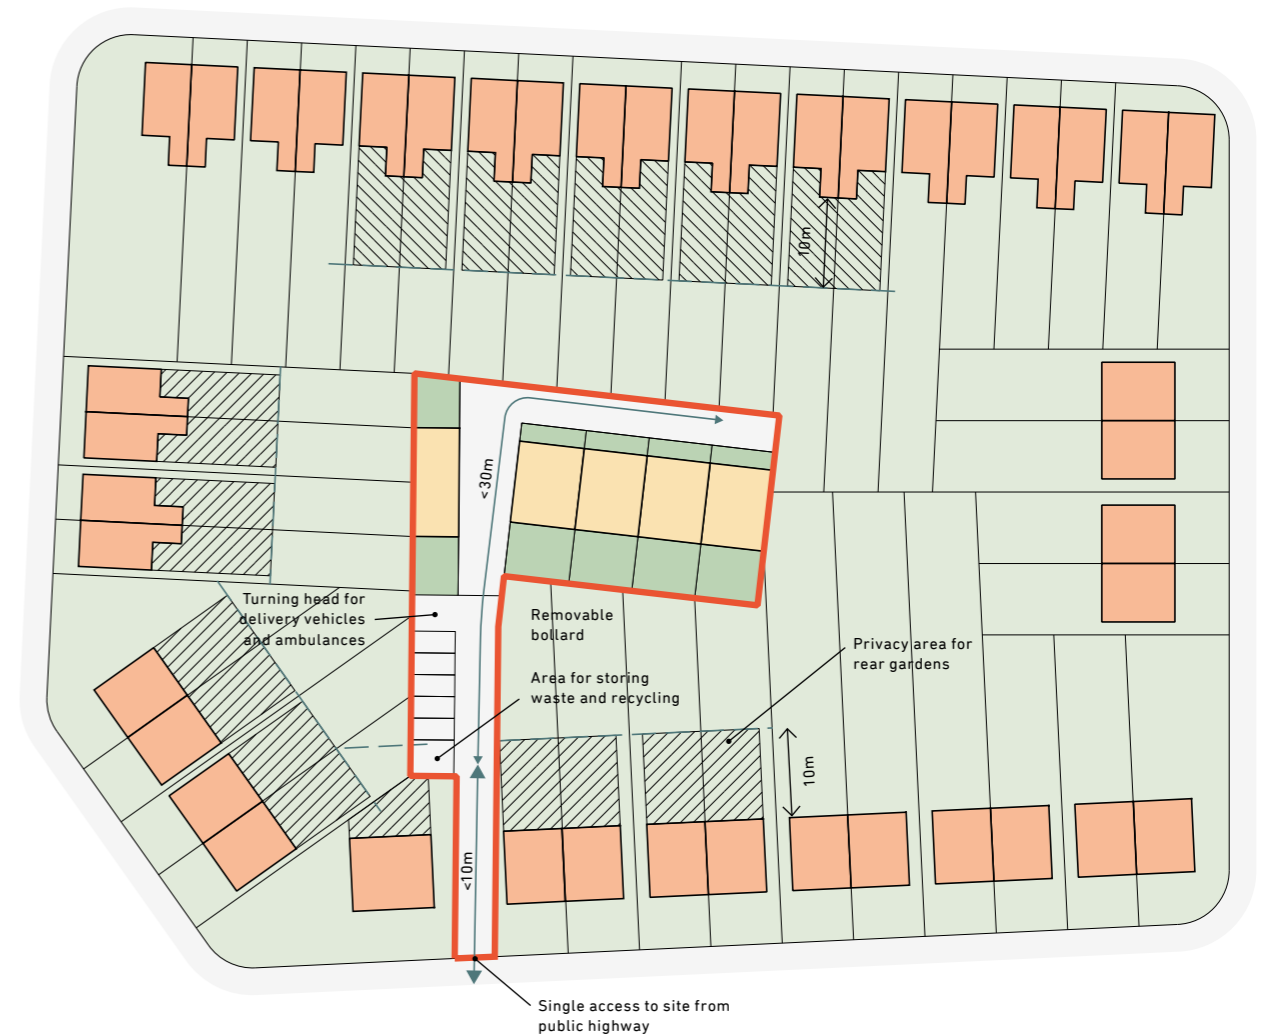 10m
<30m
Turning head for
delivery vehicles
and ambulances
Removable
bollard
Privacy area for
rear gardens
Area for storing
waste and recycling
10m
<10m
Single access to site from
public highway